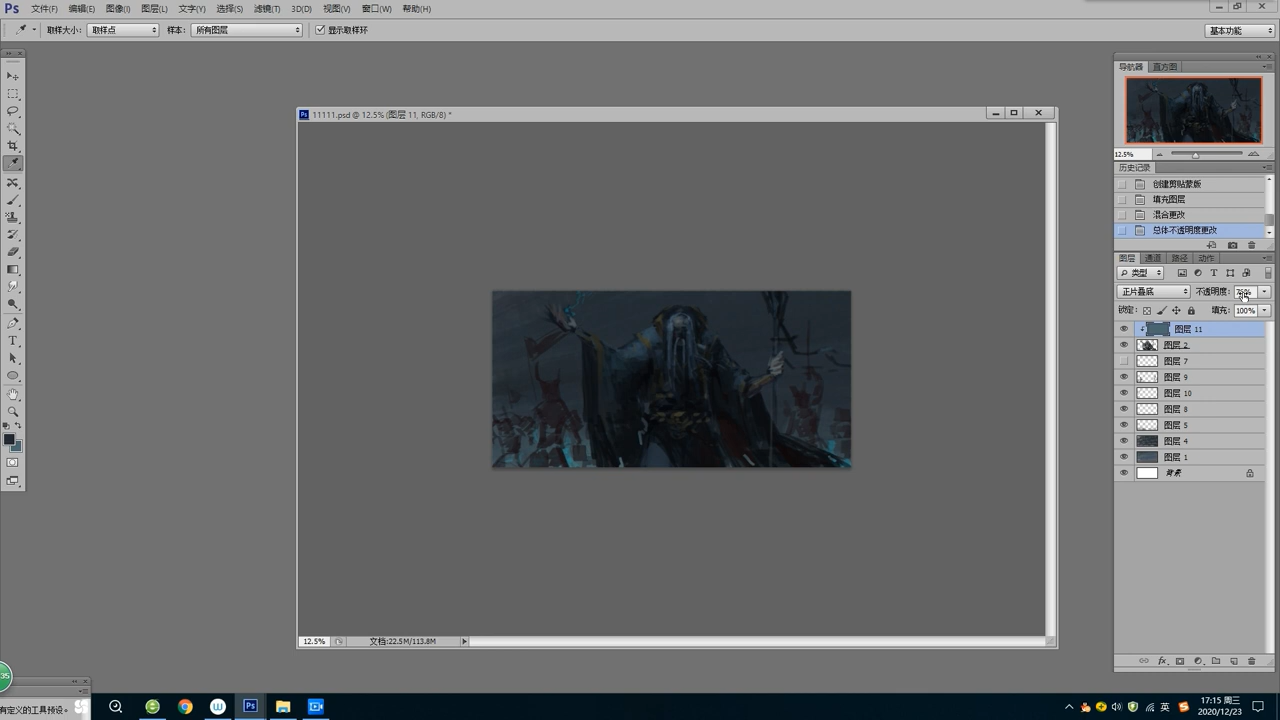 Ps 文件(F) 编辑(E) 图像(I) 图层(L) 文字(Y) 选择(S) 滤镜(T) 3D(D) 视图(V) 窗口(W) 帮助(H)
取样大小: 取样点 样本: 所有图层 显示取样环 基本功能
导航器 直方图
Ps 11111.psd @ 12.5% (图层 11, RGB/8) *
12.5%
历史记录
创建剪贴蒙版
填充图层
混合更改
总体不透明度更改
图层 通道 路径 动作
类型
正片叠底 不透明度:
锁定: 填充: 100%
图层 11
图层 2
图层 7
图层 9
图层 10
图层 8
图层 5
图层 4
图层 1
背景
12.5% 文档:22.5M/113.8M
35
有定义的工具预设。
Ps
英
17:15 周三
2020/12/23